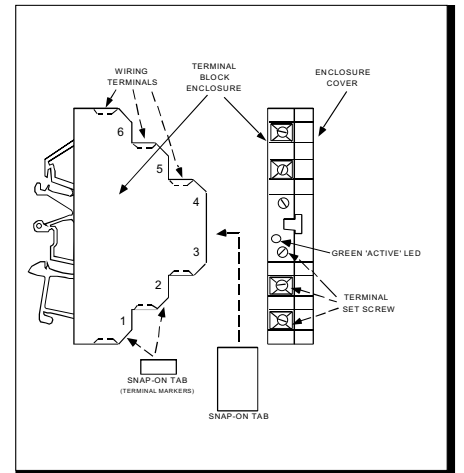 WIRING
TERMINALS
TERMINAL
BLOCK
ENCLOSURE
ENCLOSURE
COVER
6
5
4
3
2
1
GREEN 'ACTIVE' LED
TERMINAL
SET SCREW
SNAP-ON TAB
(TERMINAL MARKERS)
SNAP-ON TAB